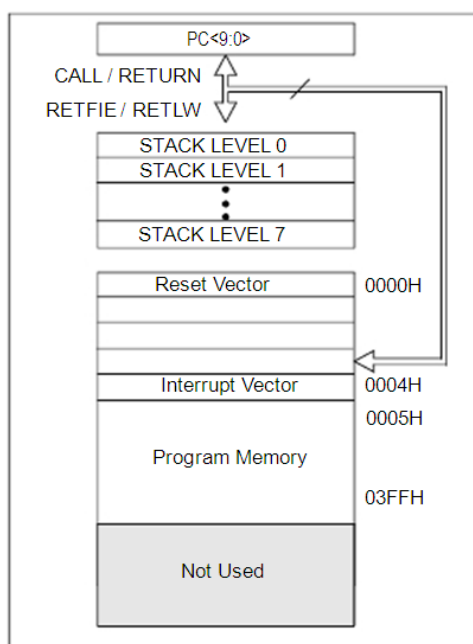 PC<9:0>
CALL / RETURN
RETFIE / RETLW
STACK LEVEL 0
STACK LEVEL 1
STACK LEVEL 7
Reset Vector 0000H
Interrupt Vector 0004H
0005H
Program Memory
03FFH
Not Used